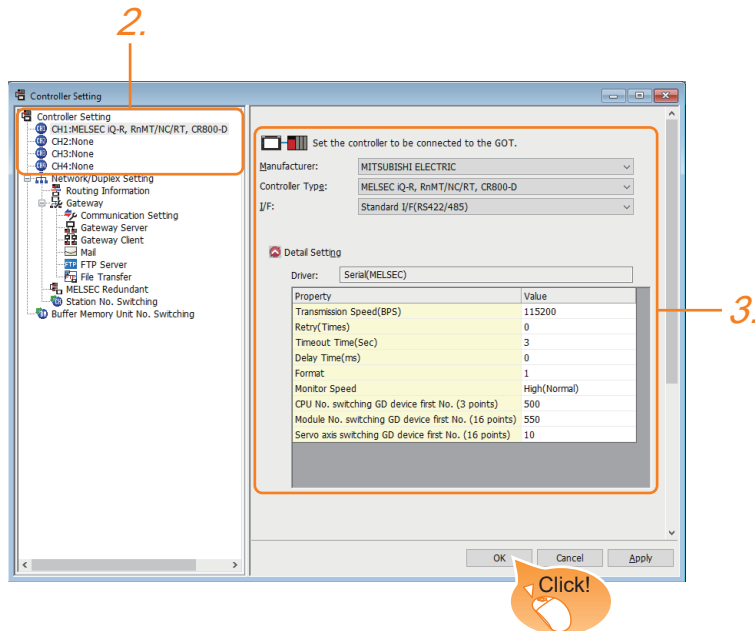 2.
Controller Setting
Controller Setting
CH1:MELSEC iQ-R, RnMT/NC/RT, CR800-D
CH2:None
CH3:None
CH4:None
Network/Duplex Setting
Routing Information
Gateway
Communication Setting
Gateway Server
Gateway Client
Mail
FTP FTP Server
File Transfer
MELSEC Redundant
Station No. Switching
Buffer Memory Unit No. Switching
Set the controller to be connected to the GOT.
Manufacturer: MITSUBISHI ELECTRIC
Controller Type: MELSEC iQ-R, RnMT/NC/RT, CR800-D
I/F: Standard I/F(RS422/485)
Detail Setting
Driver: Serial(MELSEC)
Property Value
Transmission Speed(BPS) 115200
Retry(Times) 0
Timeout Time(Sec) 3
Delay Time(ms) 0
Format 1
Monitor Speed High(Normal)
CPU No. switching GD device first No. (3 points) 500
Module No. switching GD device first No. (16 points) 550
Servo axis switching GD device first No. (16 points) 10
3.
OK Cancel Apply
Click!